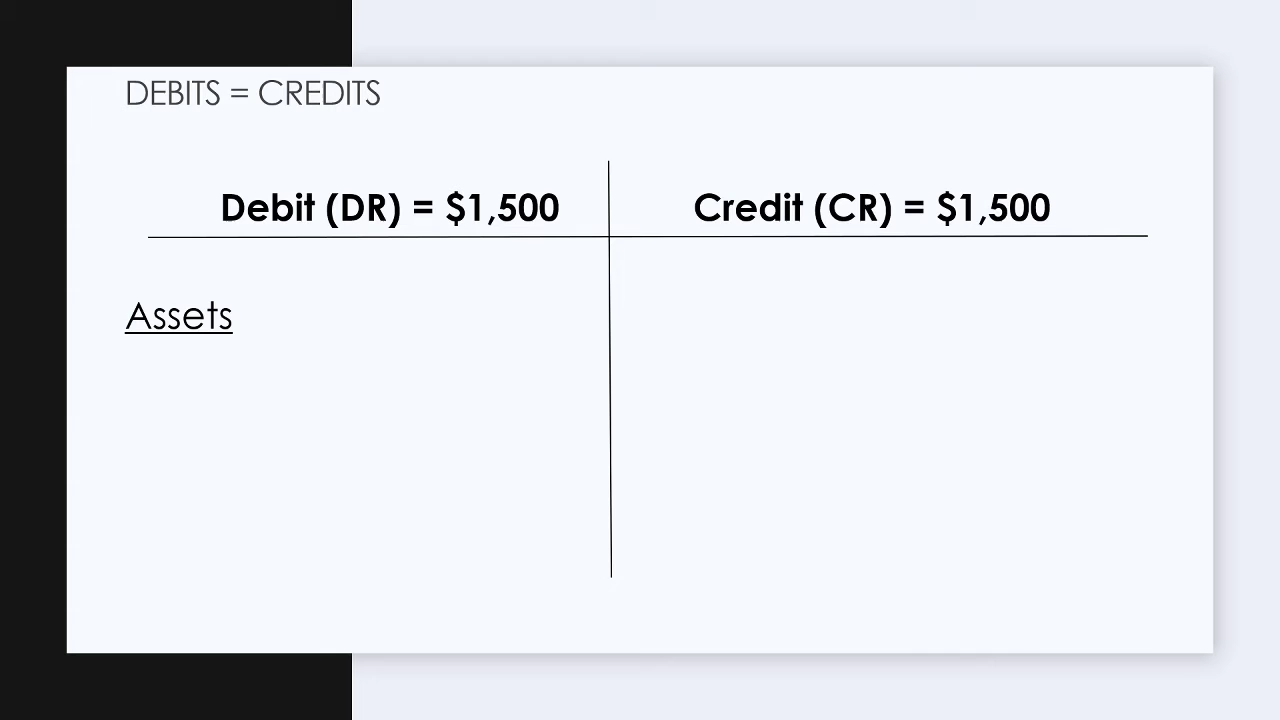 DEBITS = CREDITS
Debit (DR) = $1,500
Credit (CR) = $1,500
Assets